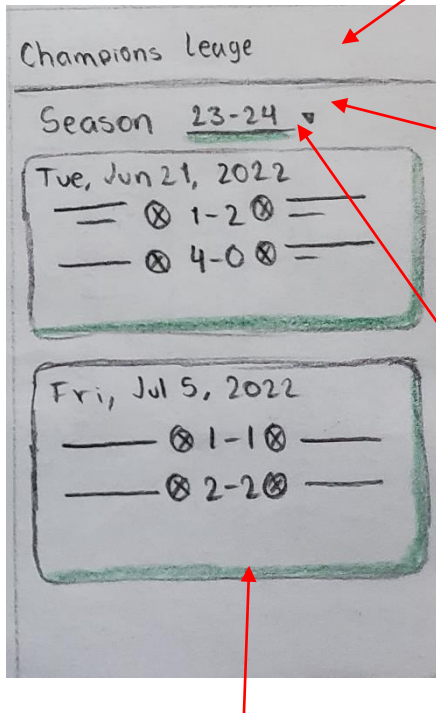 Champions leuge
Season 23-24
Tue, Jun 21, 2022
1-2
4-0
Fri, Jul 5, 2022
1-1
2-2